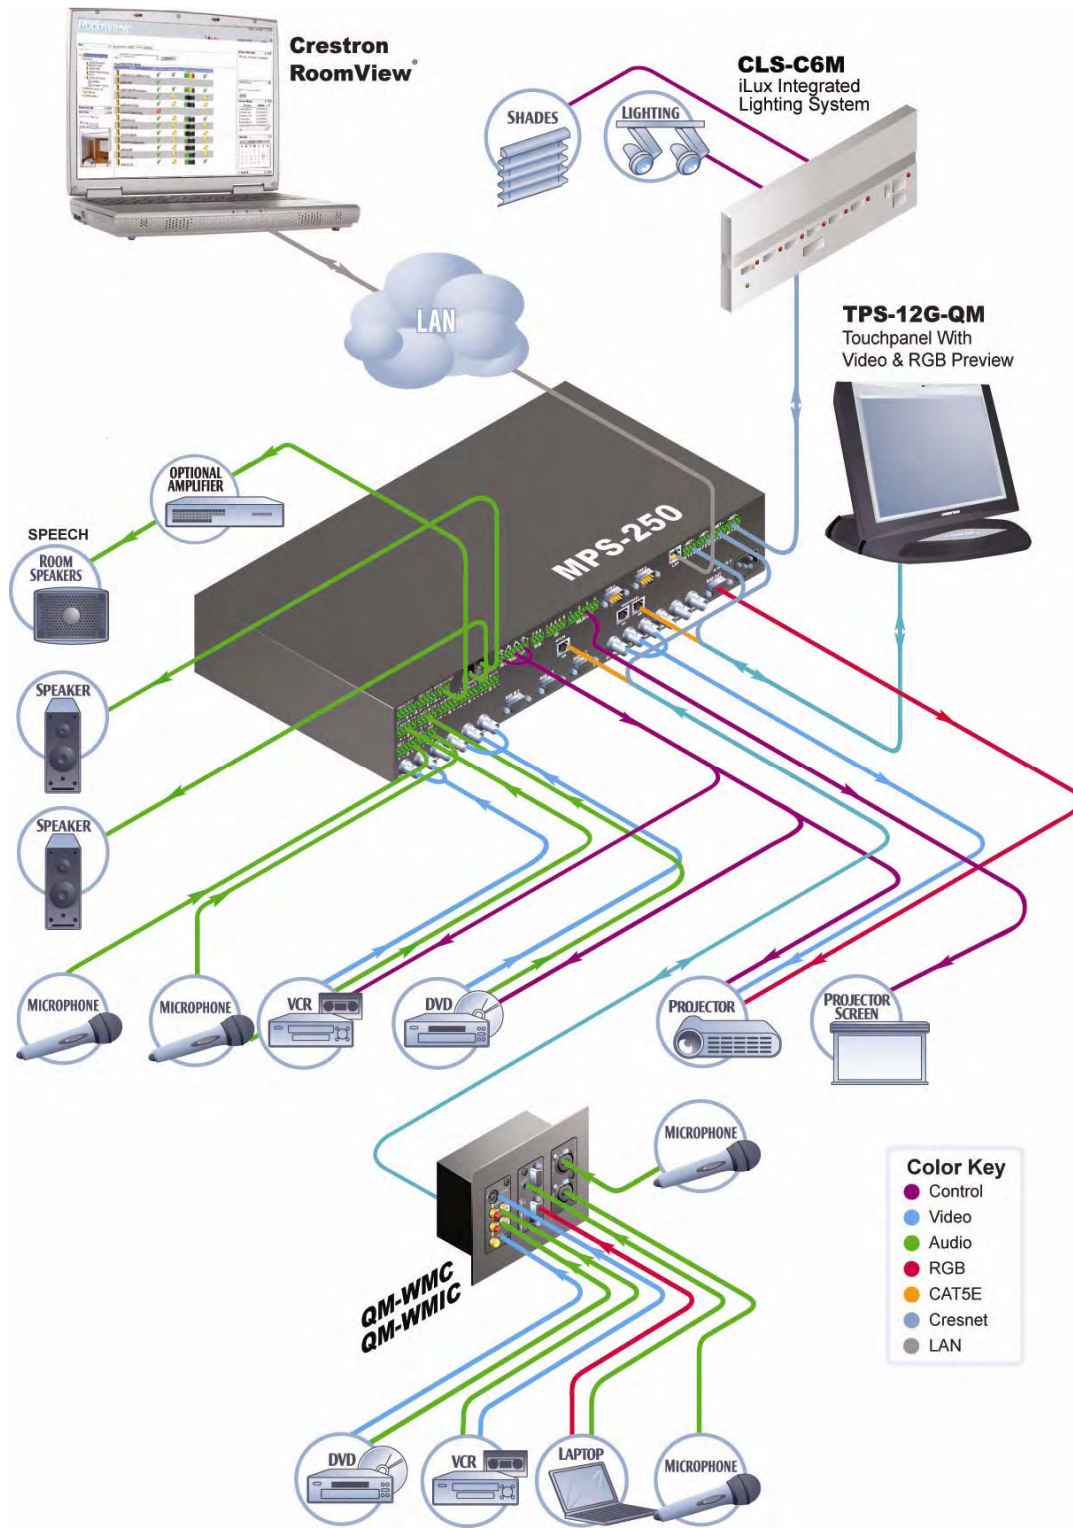 RoomView
Crestron
RoomView®
CLS-C6M
iLux Integrated
Lighting System
SHADES
LIGHTING
LAN
TPS-12G-QM
Touchpanel With
Video & RGB Preview
OPTIONAL
AMPLIFIER
SPEECH
ROOM
SPEAKERS
MPS-250
SPEAKER
SPEAKER
MICROPHONE
MICROPHONE
VCR
DVD
PROJECTOR
PROJECTOR
SCREEN
MICROPHONE
QM-WMC
QM-WMIC
Color Key
Control
Video
Audio
RGB
CAT5E
Cresnet
LAN
DVD
VCR
LAPTOP
MICROPHONE